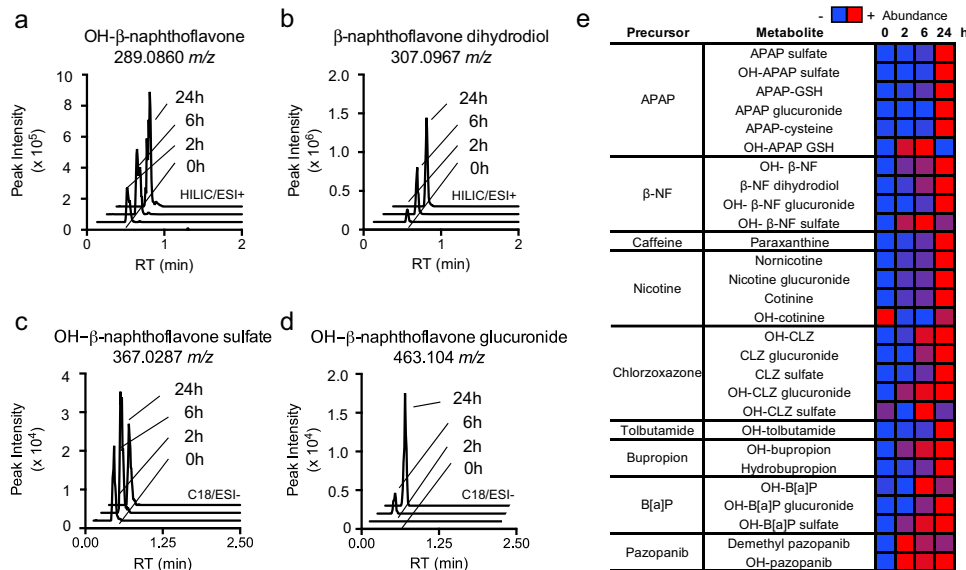 a
OH-β-naphthoflavone
289.0860 m/z
10
8
6
4
2
0
Peak Intensity
(x 10⁵)
24h
6h
2h
0h
HILIC/ESI+
0
1
2
RT (min)
b
β-naphthoflavone dihydrodiol
307.0967 m/z
2.0
1.5
1.0
0.5
0.0
Peak Intensity
(x 10⁶)
24h
6h
2h
0h
HILIC/ESI+
0
1
2
RT (min)
c
OH–β-naphthoflavone sulfate
367.0287 m/z
4
3
2
1
0
Peak Intensity
(x 10⁴)
24h
6h
2h
0h
C18/ESI-
0.00
1.25
2.50
RT (min)
d
OH–β-naphthoflavone glucuronide
463.104 m/z
2.0
1.5
1.0
0.5
0.0
Peak Intensity
(x 10⁴)
24h
6h
2h
0h
C18/ESI-
0.00
1.25
2.50
RT (min)
e
- + Abundance
Precursor Metabolite 0 2 6 24 h
APAP
APAP sulfate
OH-APAP sulfate
APAP-GSH
APAP glucuronide
APAP-cysteine
OH-APAP GSH
β-NF
OH- β-NF
β-NF dihydrodiol
OH- β-NF glucuronide
OH- β-NF sulfate
Caffeine
Paraxanthine
Nicotine
Nornicotine
Nicotine glucuronide
Cotinine
OH-cotinine
Chlorzoxazone
OH-CLZ
CLZ glucuronide
CLZ sulfate
OH-CLZ glucuronide
OH-CLZ sulfate
Tolbutamide
OH-tolbutamide
Bupropion
OH-bupropion
Hydrobupropion
B[a]P
OH-B[a]P
OH-B[a]P glucuronide
OH-B[a]P sulfate
Pazopanib
Demethyl pazopanib
OH-pazopanib